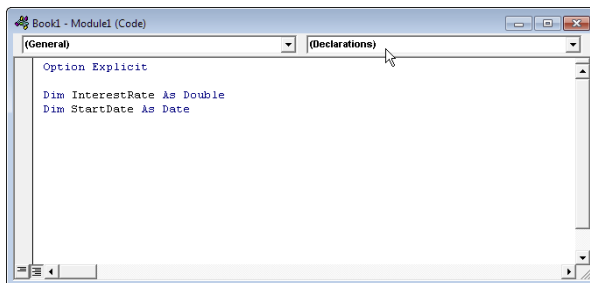 Book1 - Module1 (Code)
(General) (Declarations)
Option Explicit
Dim InterestRate As Double
Dim StartDate As Date